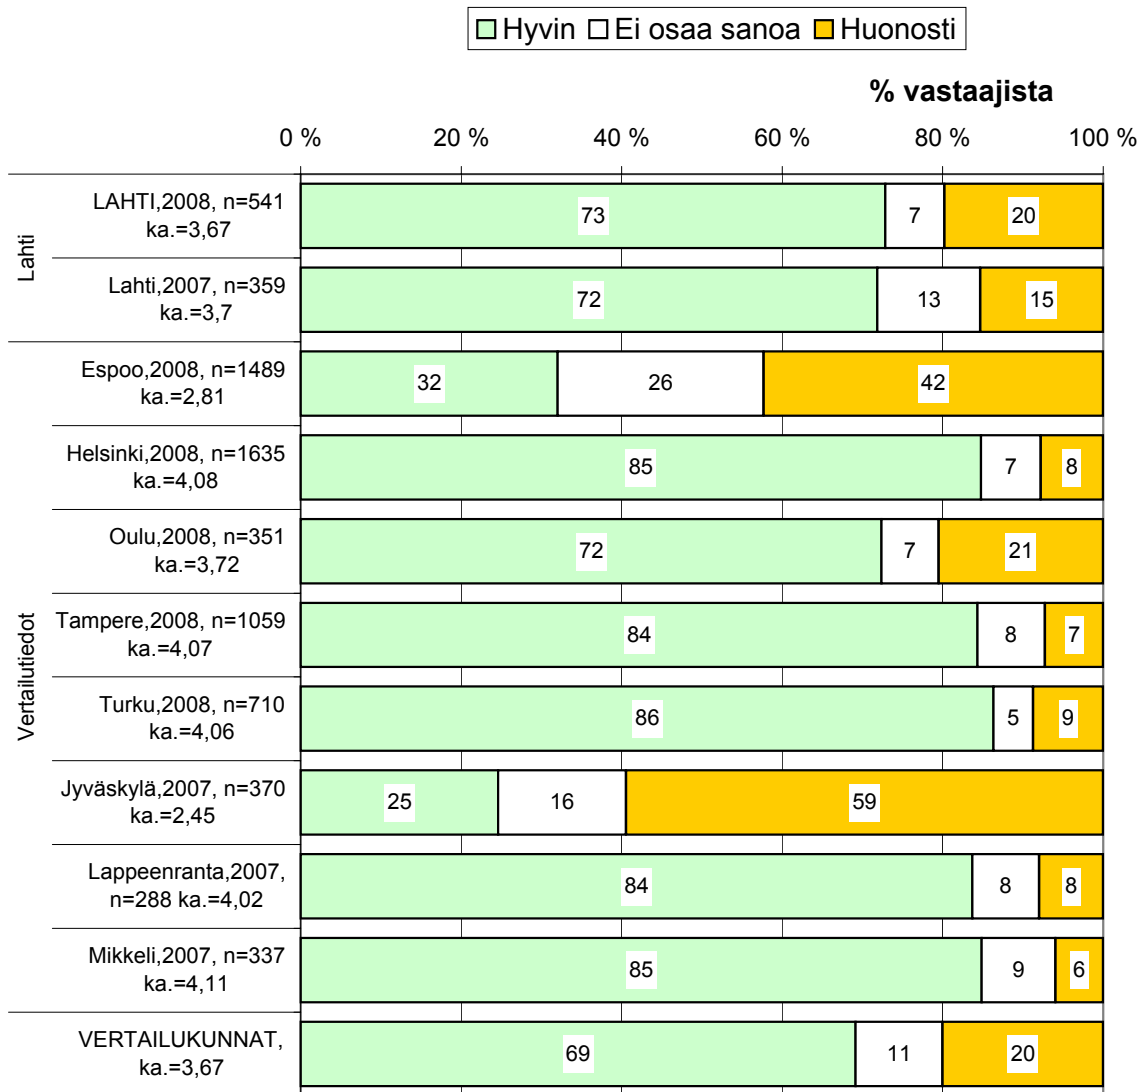 Hyvin Ei osaa sanoa Huonosti
% vastaajista
0 % 20 % 40 % 60 % 80 % 100 %
Lahti
LAHTI,2008, n=541
ka.=3,67
73 7 20
Lahti,2007, n=359
ka.=3,7
72 13 15
Vertailutiedot
Espoo,2008, n=1489
ka.=2,81
32 26 42
Helsinki,2008, n=1635
ka.=4,08
85 7 8
Oulu,2008, n=351
ka.=3,72
72 7 21
Tampere,2008, n=1059
ka.=4,07
84 8 7
Turku,2008, n=710
ka.=4,06
86 5 9
Jyväskylä,2007, n=370
ka.=2,45
25 16 59
Lappeenranta,2007,
n=288 ka.=4,02
84 8 8
Mikkeli,2007, n=337
ka.=4,11
85 9 6
VERTAILUKUNNAT,
ka.=3,67
69 11 20